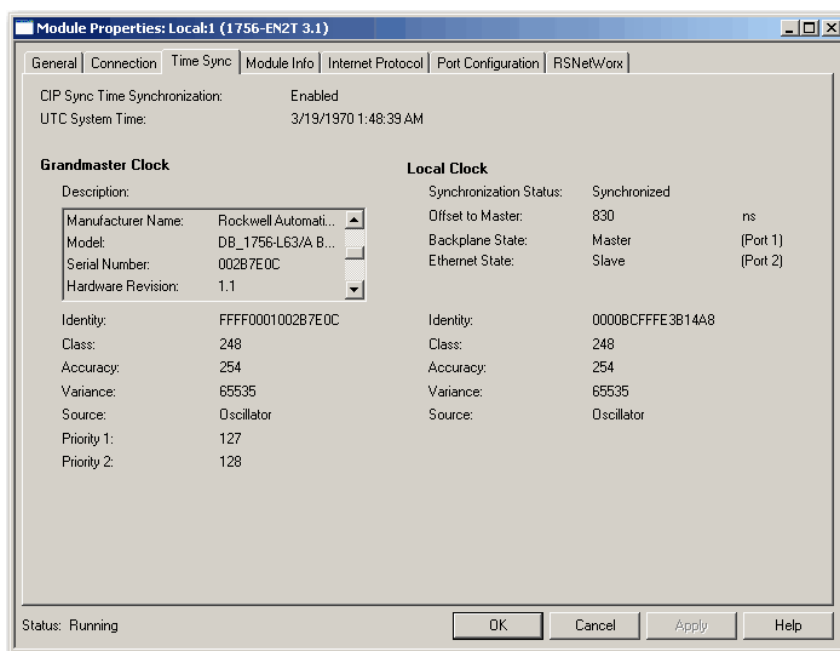 Module Properties: Local:1 (1756-EN2T 3.1)
General Connection Time Sync Module Info Internet Protocol Port Configuration RSNetWorx
CIP Sync Time Synchronization: Enabled
UTC System Time: 3/19/1970 1:48:39 AM
Grandmaster Clock
Description:
Manufacturer Name: Rockwell Automati...
Model: DB_1756-L63/A B...
Serial Number: 002B7E0C
Hardware Revision: 1.1
Identity: FFFF0001002B7E0C
Class: 248
Accuracy: 254
Variance: 65535
Source: Oscillator
Priority 1: 127
Priority 2: 128
Local Clock
Synchronization Status: Synchronized
Offset to Master: 830 ns
Backplane State: Master (Port 1)
Ethernet State: Slave (Port 2)
Identity: 0000BCFFFE3B14A8
Class: 248
Accuracy: 254
Variance: 65535
Source: Oscillator
Status: Running
OK Cancel Apply Help